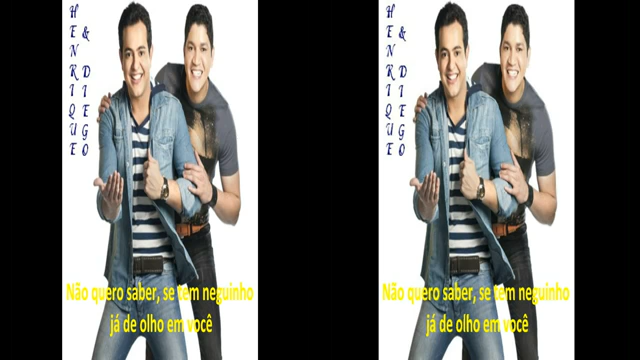 HENRIQUE
& DIEGO
Não quero saber, se tem neguinho
já de olho em você
HENRIQUE
& DIEGO
Não quero saber, se tem neguinho
já de olho em você